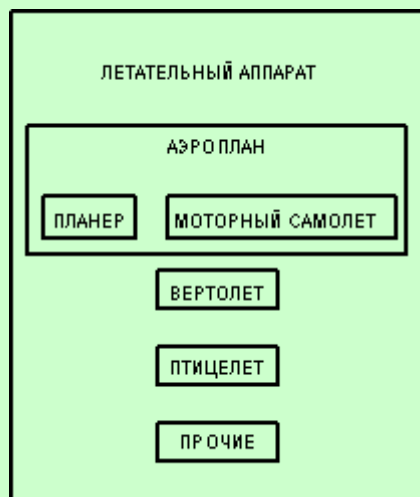 ЛЕТАТЕЛЬНЫЙ АППАРАТ
АЭРОПЛАН
ПЛАНЕР МОТОРНЫЙ САМОЛЕТ
ВЕРТОЛЕТ
ПТИЦЕЛЕТ
ПРОЧИЕ